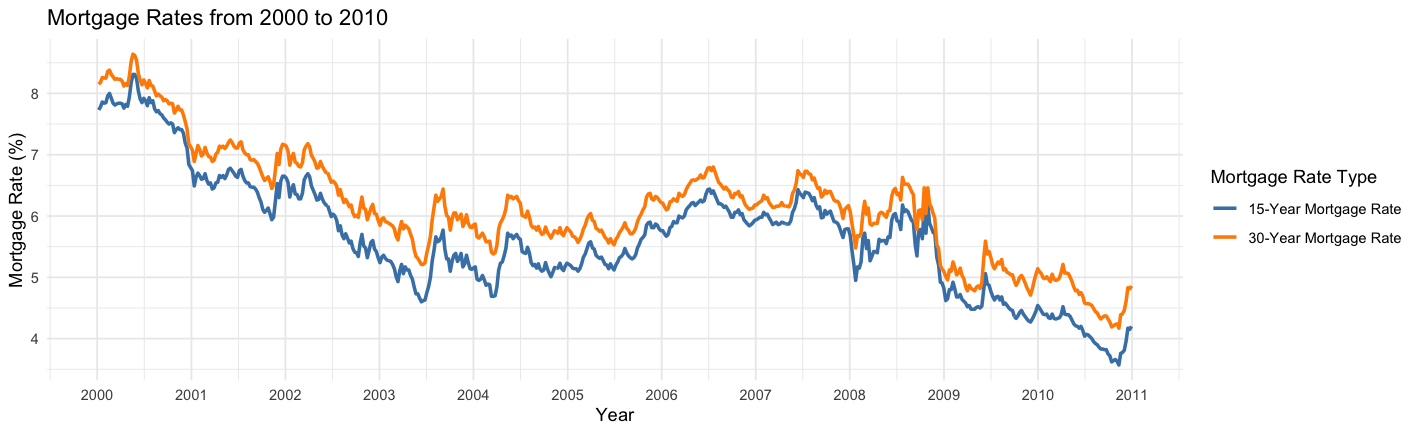 Mortgage Rates from 2000 to 2010
Mortgage Rate (%)
8
7
6
5
4
2000 2001 2002 2003 2004 2005 2006 2007 2008 2009 2010 2011
Year
Mortgage Rate Type
15-Year Mortgage Rate
30-Year Mortgage Rate